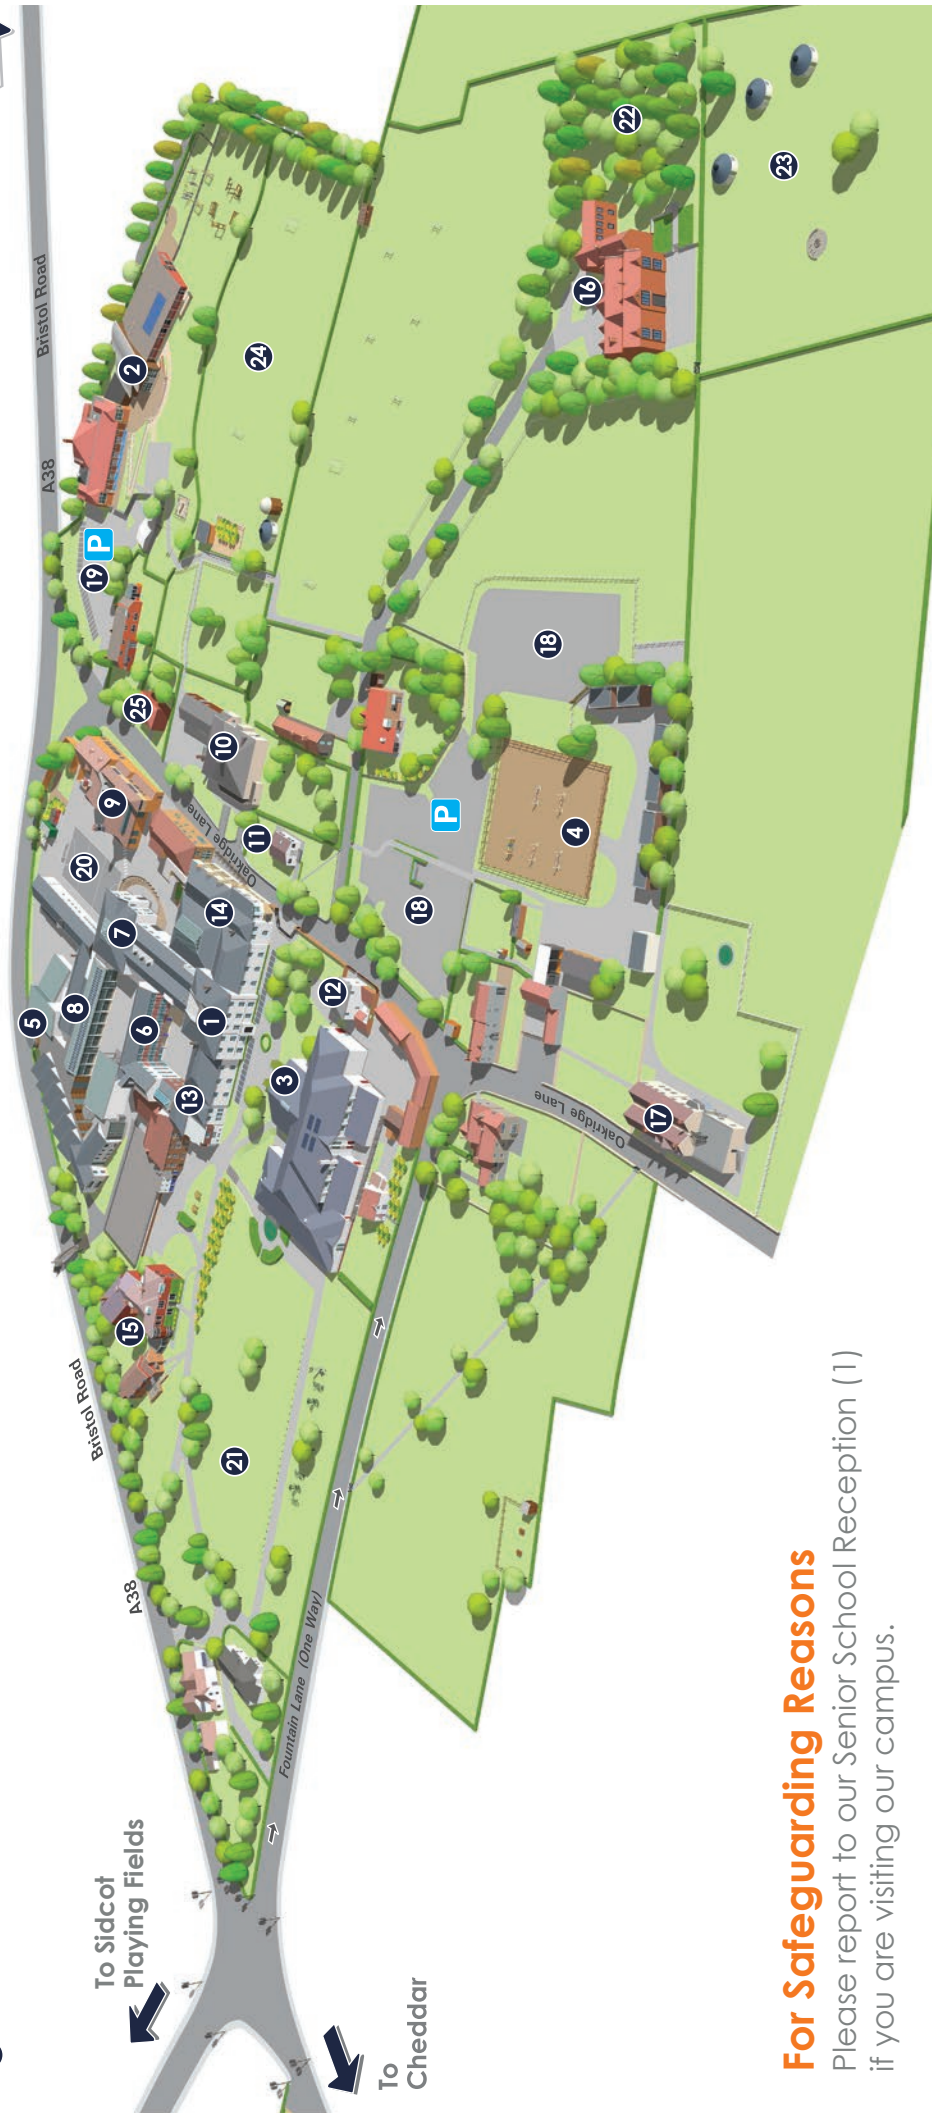 Bristol Road
A38
Bristol Road
A38
To Sidcot
Playing Fields
To
Cheddar
Fountain Lane (One Way)
Oakridge Lane
Oakridge Lane
P
P
1
2
3
4
5
6
7
8
9
10
11
12
13
14
15
16
17
18
18
19
20
21
22
23
24
25
For Safeguarding Reasons
Please report to our Senior School Reception (1)
if you are visiting our campus.